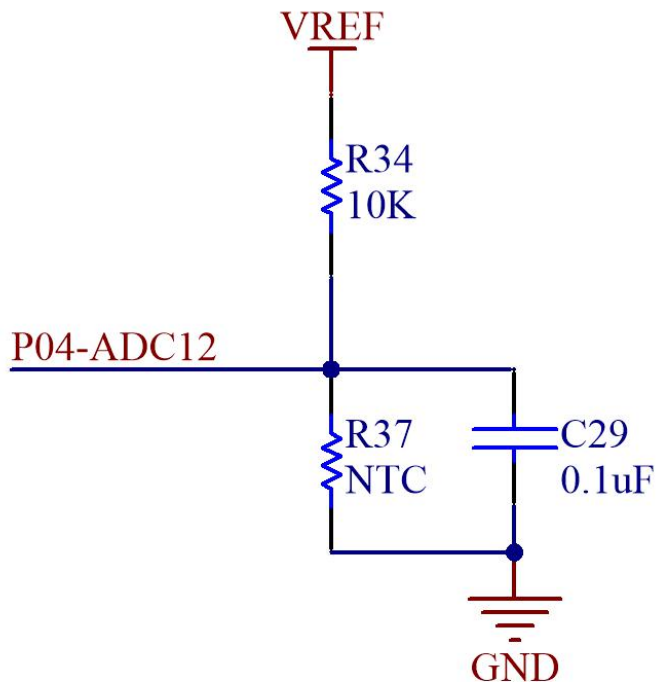 VREF
R34
10K
P04-ADC12
R37
NTC
C29
0.1uF
GND